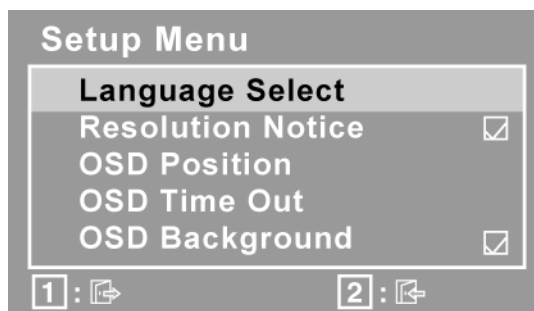 Setup Menu
Language Select
Resolution Notice
OSD Position
OSD Time Out
OSD Background
1 : 2 :